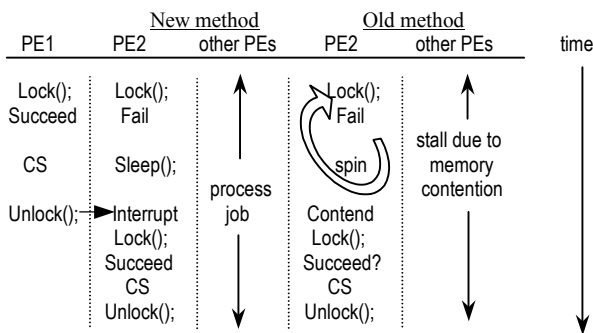 New method Old method
PE1 PE2 other PEs PE2 other PEs time
Lock(); Lock(); Lock();
Succeed Fail Fail
stall due to
CS Sleep(); spin memory
contention
process
Unlock(); Interrupt job Contend
Lock(); Lock();
Succeed Succeed?
CS CS
Unlock(); Unlock();